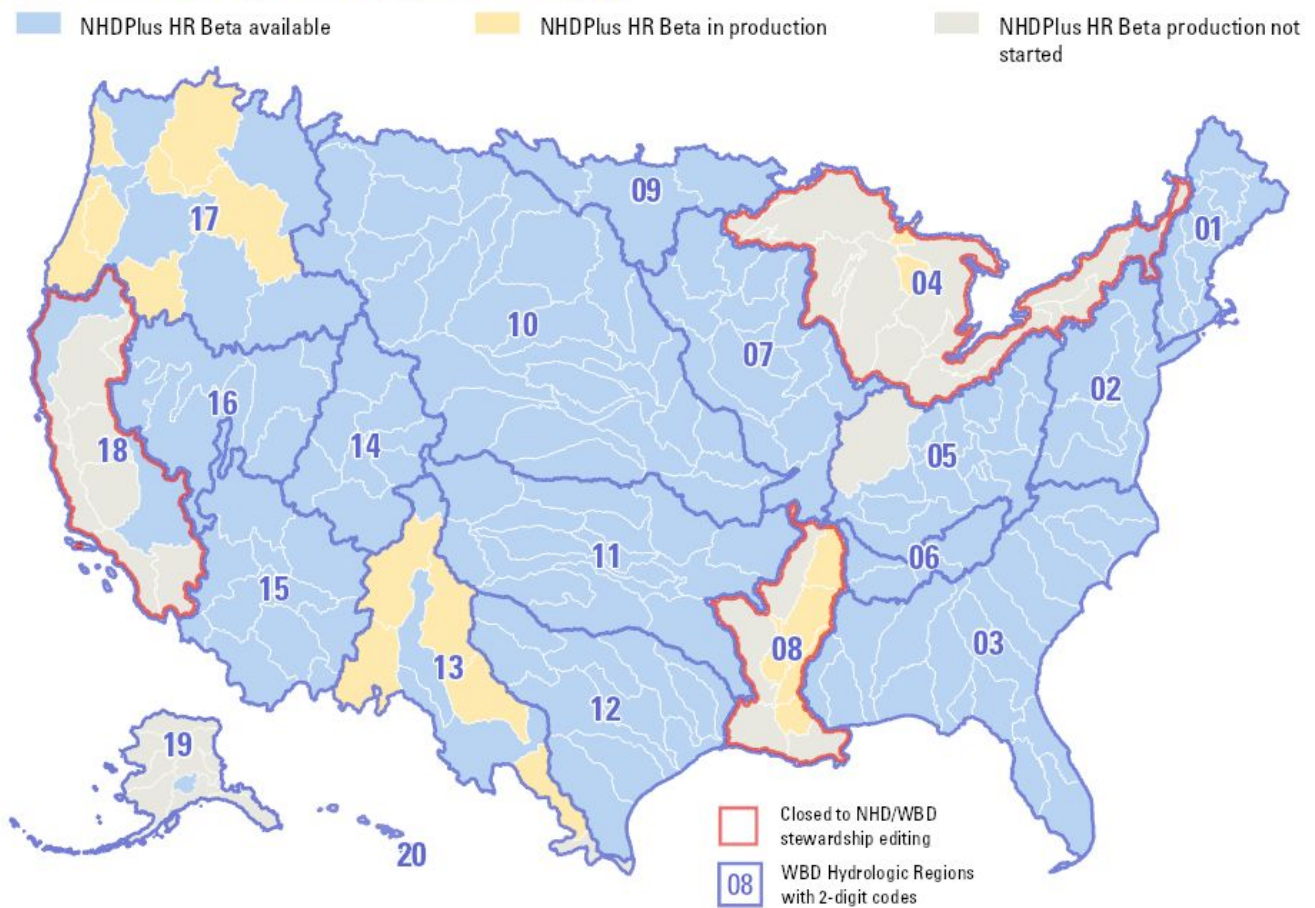 NHDPlus HR Beta available
NHDPlus HR Beta in production
NHDPlus HR Beta production not
started
09
01
17
04
10
07
02
16
18
14
05
11
06
15
03
08
13
12
19
20
Closed to NHD/WBD
stewardship editing
08
WBD Hydrologic Regions
with 2-digit codes